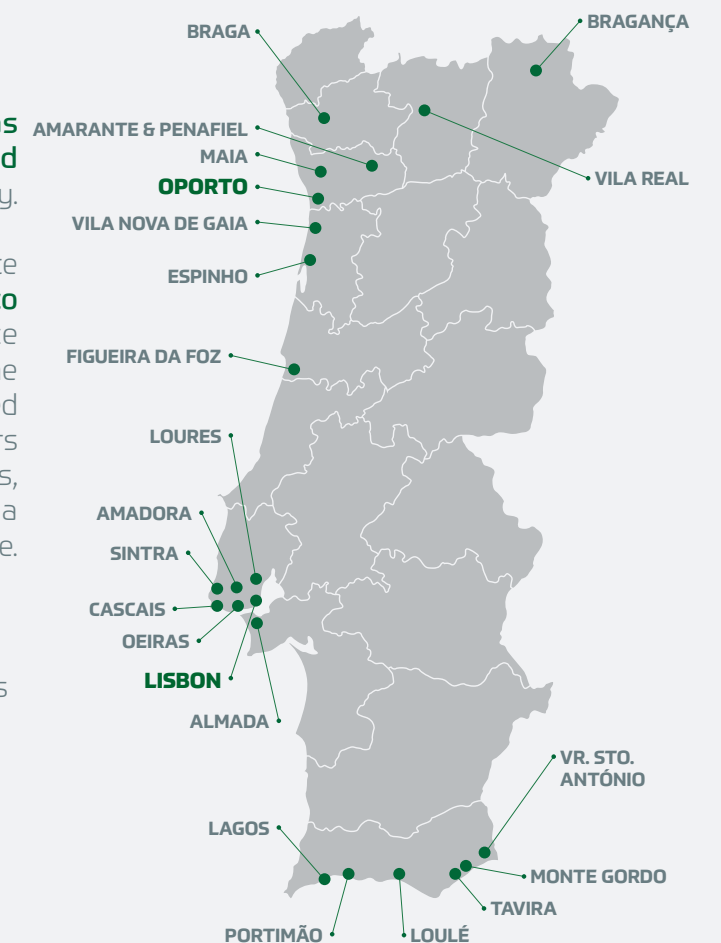 BRAGA
BRAGANÇA
AMARANTE & PENAFIEL
MAIA
OPORTO
VILA REAL
VILA NOVA DE GAIA
ESPINHO
FIGUEIRA DA FOZ
LOURES
AMADORA
SINTRA
CASCAIS
OEIRAS
LISBON
ALMADA
VR. STO.
ANTÓNIO
LAGOS
MONTE GORDO
TAVIRA
PORTIMÃO
LOULÉ